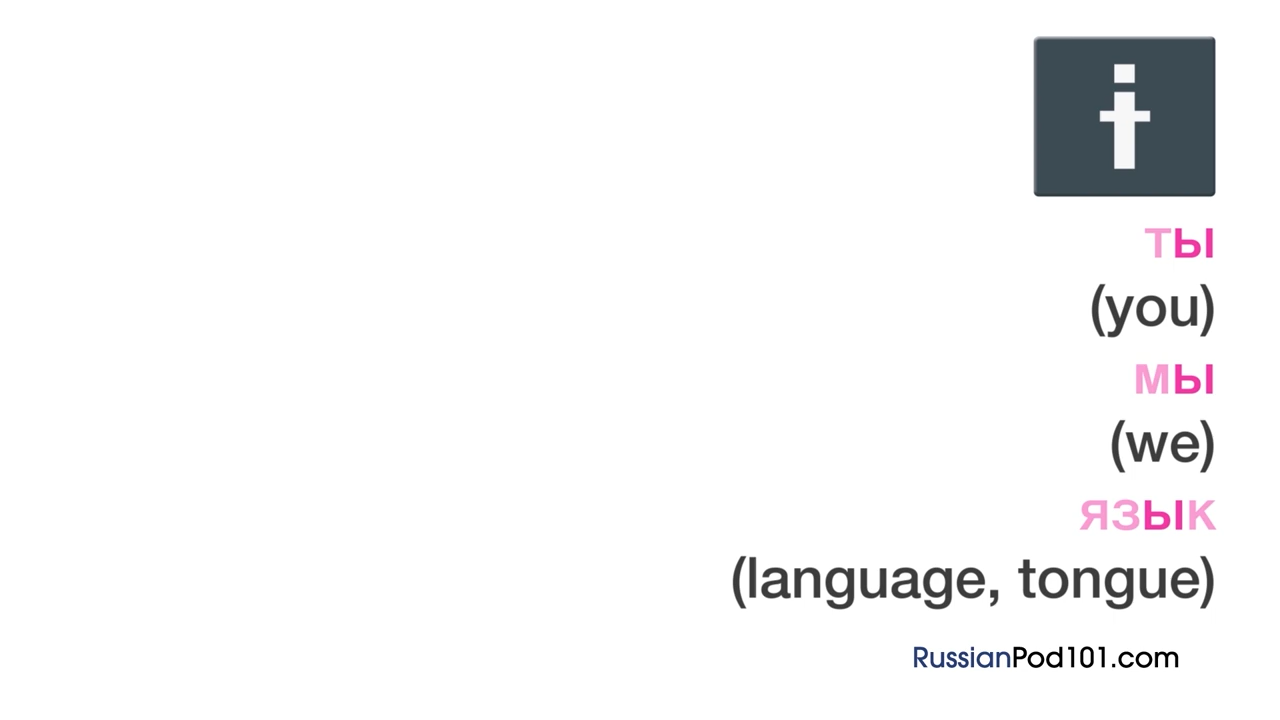 ɨ
ты
(you)
мы
(we)
язык
(language, tongue)
RussianPod101.com